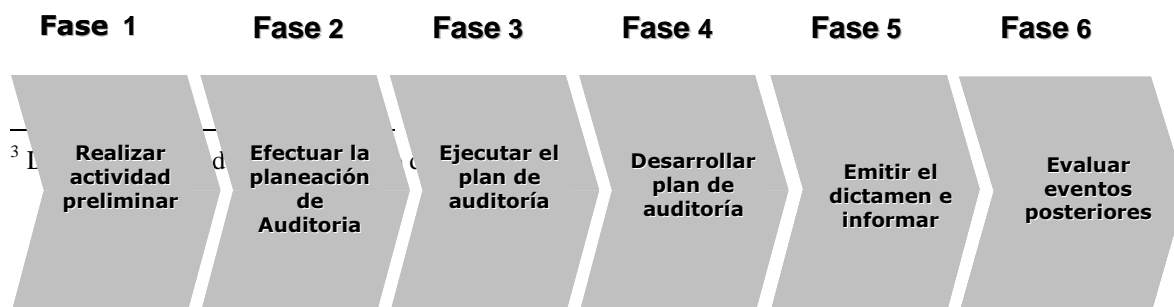 Fase 1
Fase 2
Fase 3
Fase 4
Fase 5
Fase 6
Realizar
actividad
preliminar
Efectuar la
planeación
de
Auditoria
Ejecutar el
plan de
auditoría
Desarrollar
plan de
auditoría
Emitir el
dictamen e
informar
Evaluar
eventos
posteriores
3